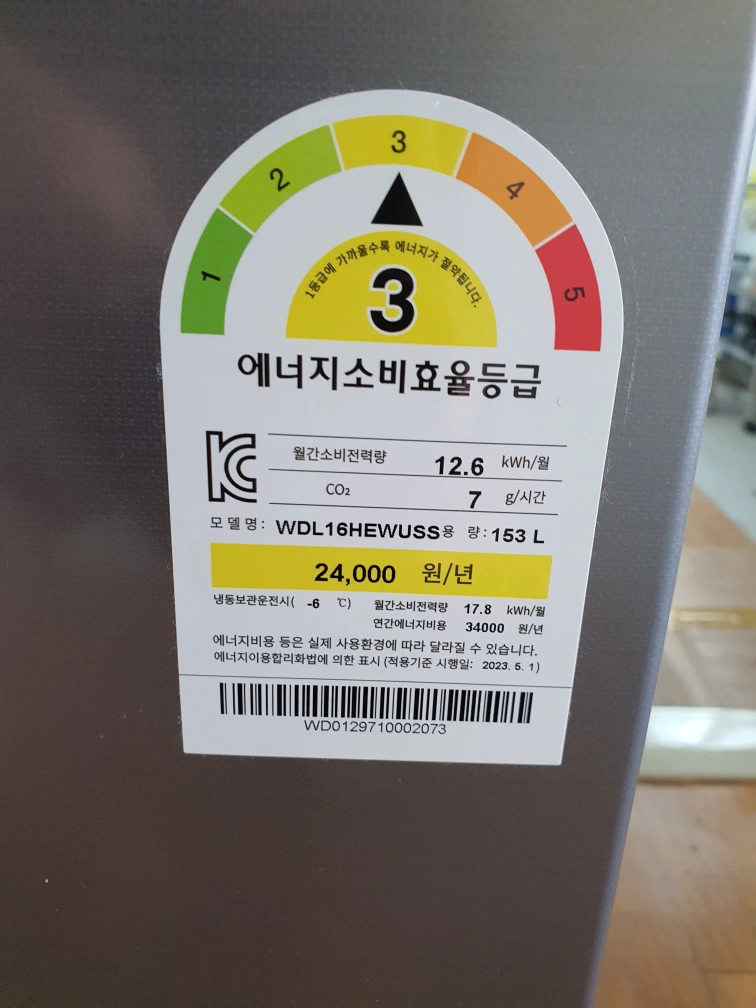 1 2 3 4 5
1등급에 가까울수록 에너지가 절약됩니다.
3
에너지소비효율등급
KC
월간소비전력량 12.6 kWh/월
CO₂ 7 g/시간
모델명: WDL16HEWUSS 용 량: 153 L
24,000 원/년
냉동보관운전시( -6 ℃) 월간소비전력량 17.8 kWh/월
연간에너지비용 34000 원/년
에너지비용 등은 실제 사용환경에 따라 달라질 수 있습니다.
에너지이용합리화법에 의한 표시 (적용기준 시행일: 2023. 5. 1)
WD0129710002073